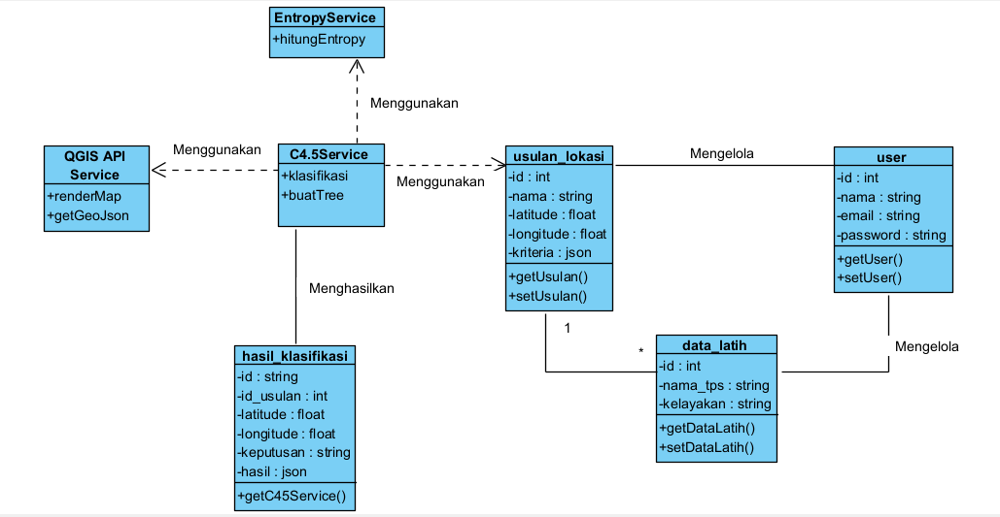 EntropyService
+hitungEntropy
Menggunakan
QGIS API
Service
+renderMap
+getGeoJson
Menggunakan
C4.5Service
+klasifikasi
+buatTree
Menggunakan
usulan_lokasi
-id : int
-nama : string
-latitude : float
-longitude : float
-kriteria : json
+getUsulan()
+setUsulan()
Mengelola
user
-id : int
-nama : string
-email : string
-password : string
+getUser()
+setUser()
Menghasilkan
1
*
Mengelola
hasil_klasifikasi
-id : string
-id_usulan : int
-latitude : float
-longitude : float
-keputusan : string
-hasil : json
+getC45Service()
data_latih
-id : int
-nama_tps : string
-kelayakan : string
+getDataLatih()
+setDataLatih()